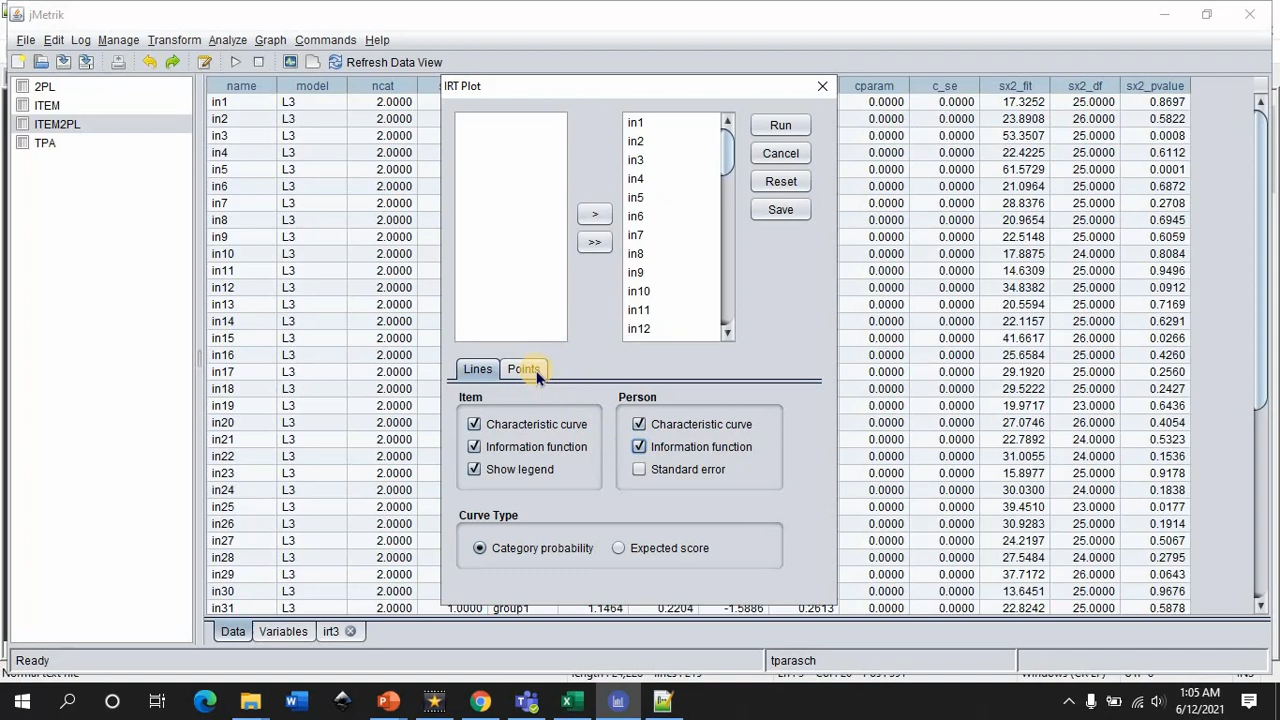 jMetrik
File Edit Log Manage Transform Analyze Graph Commands Help
Refresh Data View
2PL
ITEM
ITEM2PL
TPA
name model ncat cparam c_se sx2_fit sx2_df sx2_pvalue
in1 L3 2.0000 0.0000 0.0000 17.3252 25.0000 0.8697
in2 L3 2.0000 0.0000 0.0000 23.8908 26.0000 0.5822
in3 L3 2.0000 0.0000 0.0000 53.3507 25.0000 0.0008
in4 L3 2.0000 0.0000 0.0000 22.4225 25.0000 0.6112
in5 L3 2.0000 0.0000 0.0000 61.5729 25.0000 0.0001
in6 L3 2.0000 0.0000 0.0000 21.0964 25.0000 0.6872
in7 L3 2.0000 0.0000 0.0000 28.8376 25.0000 0.2708
in8 L3 2.0000 0.0000 0.0000 20.9654 25.0000 0.6945
in9 L3 2.0000 0.0000 0.0000 22.5148 25.0000 0.6059
in10 L3 2.0000 0.0000 0.0000 17.8875 24.0000 0.8084
in11 L3 2.0000 0.0000 0.0000 14.6309 25.0000 0.9496
in12 L3 2.0000 0.0000 0.0000 34.8382 25.0000 0.0912
in13 L3 2.0000 0.0000 0.0000 20.5594 25.0000 0.7169
in14 L3 2.0000 0.0000 0.0000 22.1157 25.0000 0.6291
in15 L3 2.0000 0.0000 0.0000 41.6617 26.0000 0.0266
in16 L3 2.0000 0.0000 0.0000 25.6584 25.0000 0.4260
in17 L3 2.0000 0.0000 0.0000 29.1920 25.0000 0.2561
in18 L3 2.0000 0.0000 0.0000 29.5222 25.0000 0.2427
in19 L3 2.0000 0.0000 0.0000 19.9717 23.0000 0.6436
in20 L3 2.0000 0.0000 0.0000 27.0746 26.0000 0.4054
in21 L3 2.0000 0.0000 0.0000 22.7892 24.0000 0.5323
in22 L3 2.0000 0.0000 0.0000 31.0055 24.0000 0.1536
in23 L3 2.0000 0.0000 0.0000 15.8977 25.0000 0.9178
in24 L3 2.0000 0.0000 0.0000 30.0300 23.0000 0.1838
in25 L3 2.0000 0.0000 0.0000 39.4510 23.0000 0.0177
in26 L3 2.0000 0.0000 0.0000 30.9283 25.0000 0.1914
in27 L3 2.0000 0.0000 0.0000 24.2197 25.0000 0.5067
in28 L3 2.0000 0.0000 0.0000 27.5484 24.0000 0.2795
in29 L3 2.0000 0.0000 0.0000 37.7172 26.0000 0.0643
in30 L3 2.0000 0.0000 0.0000 13.6451 25.0000 0.9676
in31 L3 2.0000 1.0000 group1 1.1464 0.2204 -1.5886 0.2613 0.0000 0.0000 22.8242 25.0000 0.5878
IRT Plot
in1
in2
in3
in4
in5
in6
in7
in8
in9
in10
in11
in12
>
>>
Run
Cancel
Reset
Save
Lines Points
Item Person
Characteristic curve Characteristic curve
Information function Information function
Show legend Standard error
Curve Type
Category probability Expected score
Data Variables irt3
Ready tparasch
1:05 AM
6/12/2021